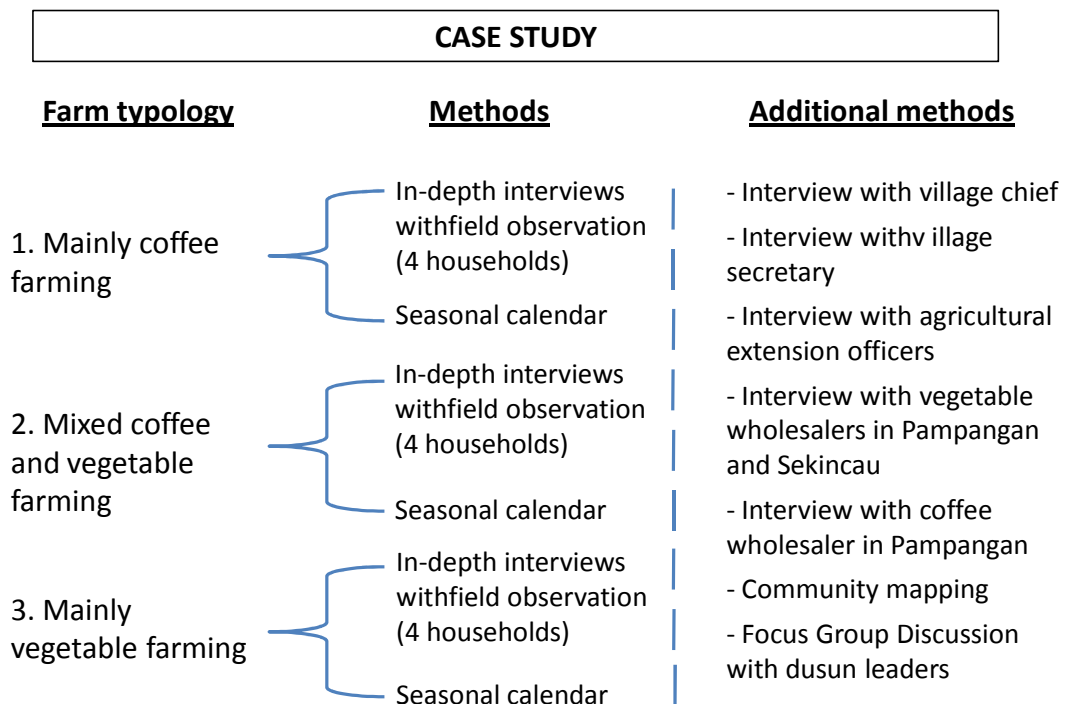 CASE STUDY
Farm typology
Methods
Additional methods
1. Mainly coffee
farming
In-depth interviews
withfield observation
(4 households)
Seasonal calendar
2. Mixed coffee
and vegetable
farming
In-depth interviews
withfield observation
(4 households)
Seasonal calendar
3. Mainly
vegetable farming
In-depth interviews
withfield observation
(4 households)
Seasonal calendar
- Interview with village chief
- Interview withv illage
secretary
- Interview with agricultural
extension officers
- Interview with vegetable
wholesalers in Pampangan
and Sekincau
- Interview with coffee
wholesaler in Pampangan
- Community mapping
- Focus Group Discussion
with dusun leaders